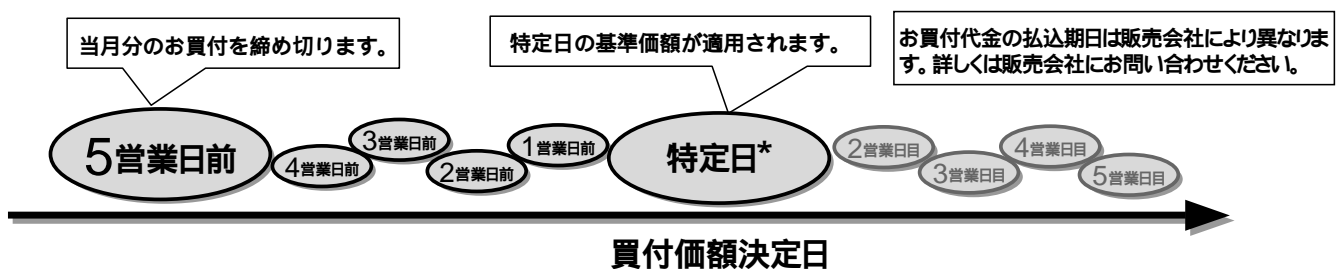 当月分のお買付を締め切ります。
特定日の基準価額が適用されます。
お買付代金の払込期日は販売会社により異なりま
す。詳しくは販売会社にお問い合わせください。
5営業日前
4営業日前
3営業日前
2営業日前
1営業日前
特定日*
2営業日目
3営業日目
4営業日目
5営業日目
買付価額決定日